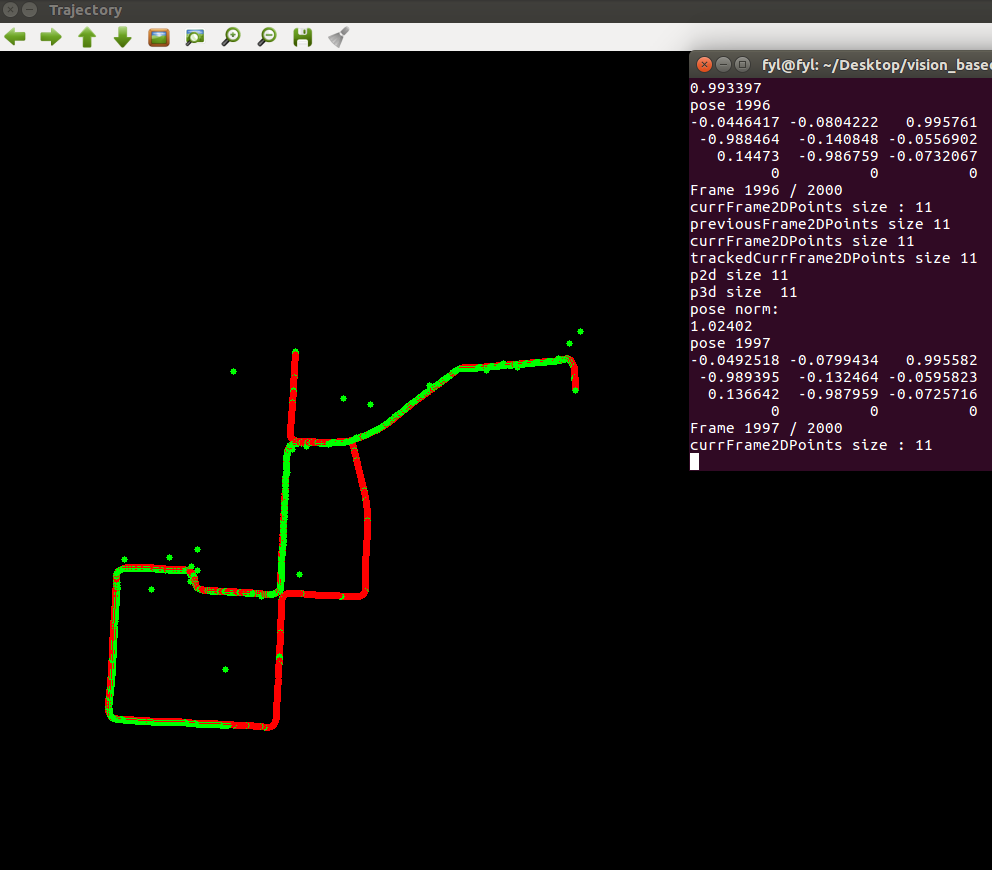 Trajectory
fyl@fyl: ~/Desktop/vision_based
0.993397
pose 1996
-0.0446417 -0.0804222   0.995761
 -0.988464  -0.140848 -0.0556902
   0.14473  -0.986759 -0.0732067
         0          0          0
Frame 1996 / 2000
currFrame2DPoints size : 11
previousFrame2DPoints size 11
currFrame2DPoints size 11
trackedCurrFrame2DPoints size 11
p2d size 11
p3d size  11
pose norm:
1.02402
pose 1997
-0.0492518 -0.0799434   0.995582
 -0.989395  -0.132464 -0.0595823
  0.136642  -0.987959 -0.0725716
         0          0          0
Frame 1997 / 2000
currFrame2DPoints size : 11